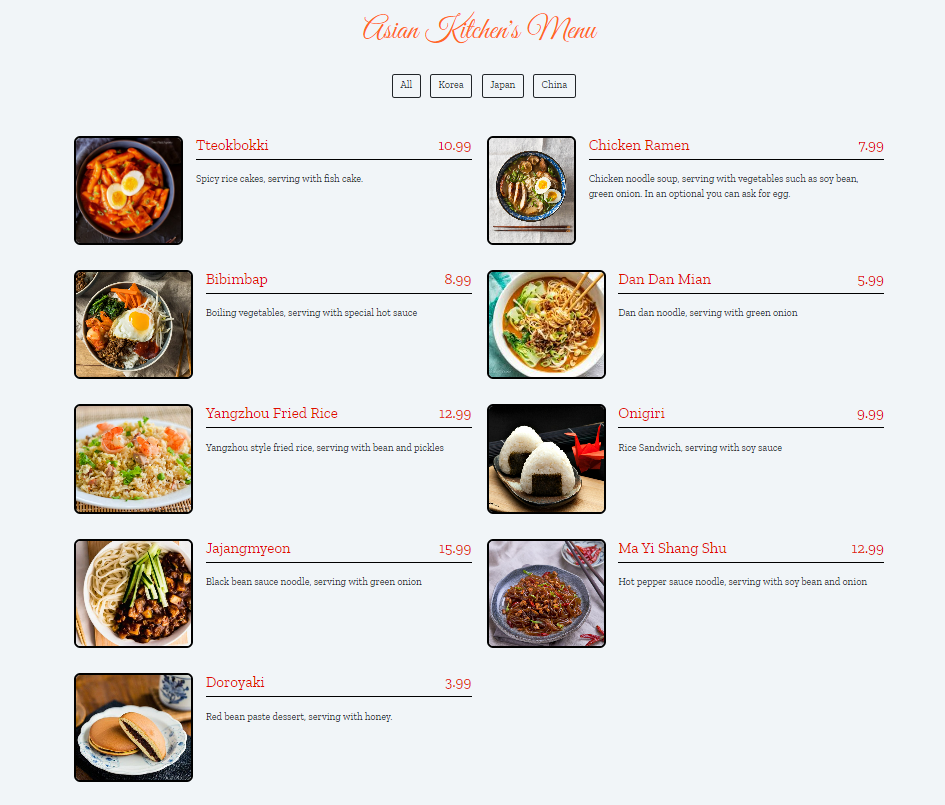 Asian Kitchen's Menu
All Korea Japan China
Tteokbokki 10.99
Spicy rice cakes, serving with fish cake.
Chicken Ramen 7.99
Chicken noodle soup, serving with vegetables such as soy bean,
green onion. In an optional you can ask for egg.
Bibimbap 8.99
Boiling vegetables, serving with special hot sauce
Dan Dan Mian 5.99
Dan dan noodle, serving with green onion
Yangzhou Fried Rice 12.99
Yangzhou style fried rice, serving with bean and pickles
Onigiri 9.99
Rice Sandwich, serving with soy sauce
Jajangmyeon 15.99
Black bean sauce noodle, serving with green onion
Ma Yi Shang Shu 12.99
Hot pepper sauce noodle, serving with soy bean and onion
Doroyaki 3.99
Red bean paste dessert, serving with honey.